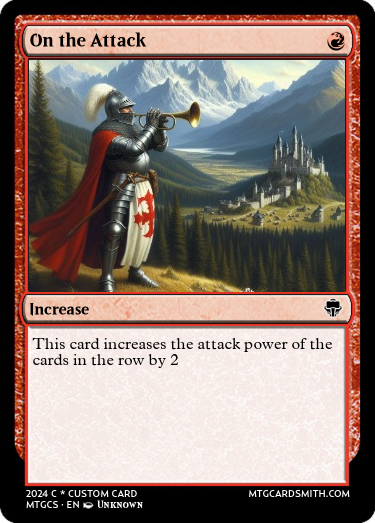 On the Attack
Increase
This card increases the attack power of the
cards in the row by 2
2024 C * CUSTOM CARD
MTGCARDSMITH.COM
MTGCS · EN Unknown